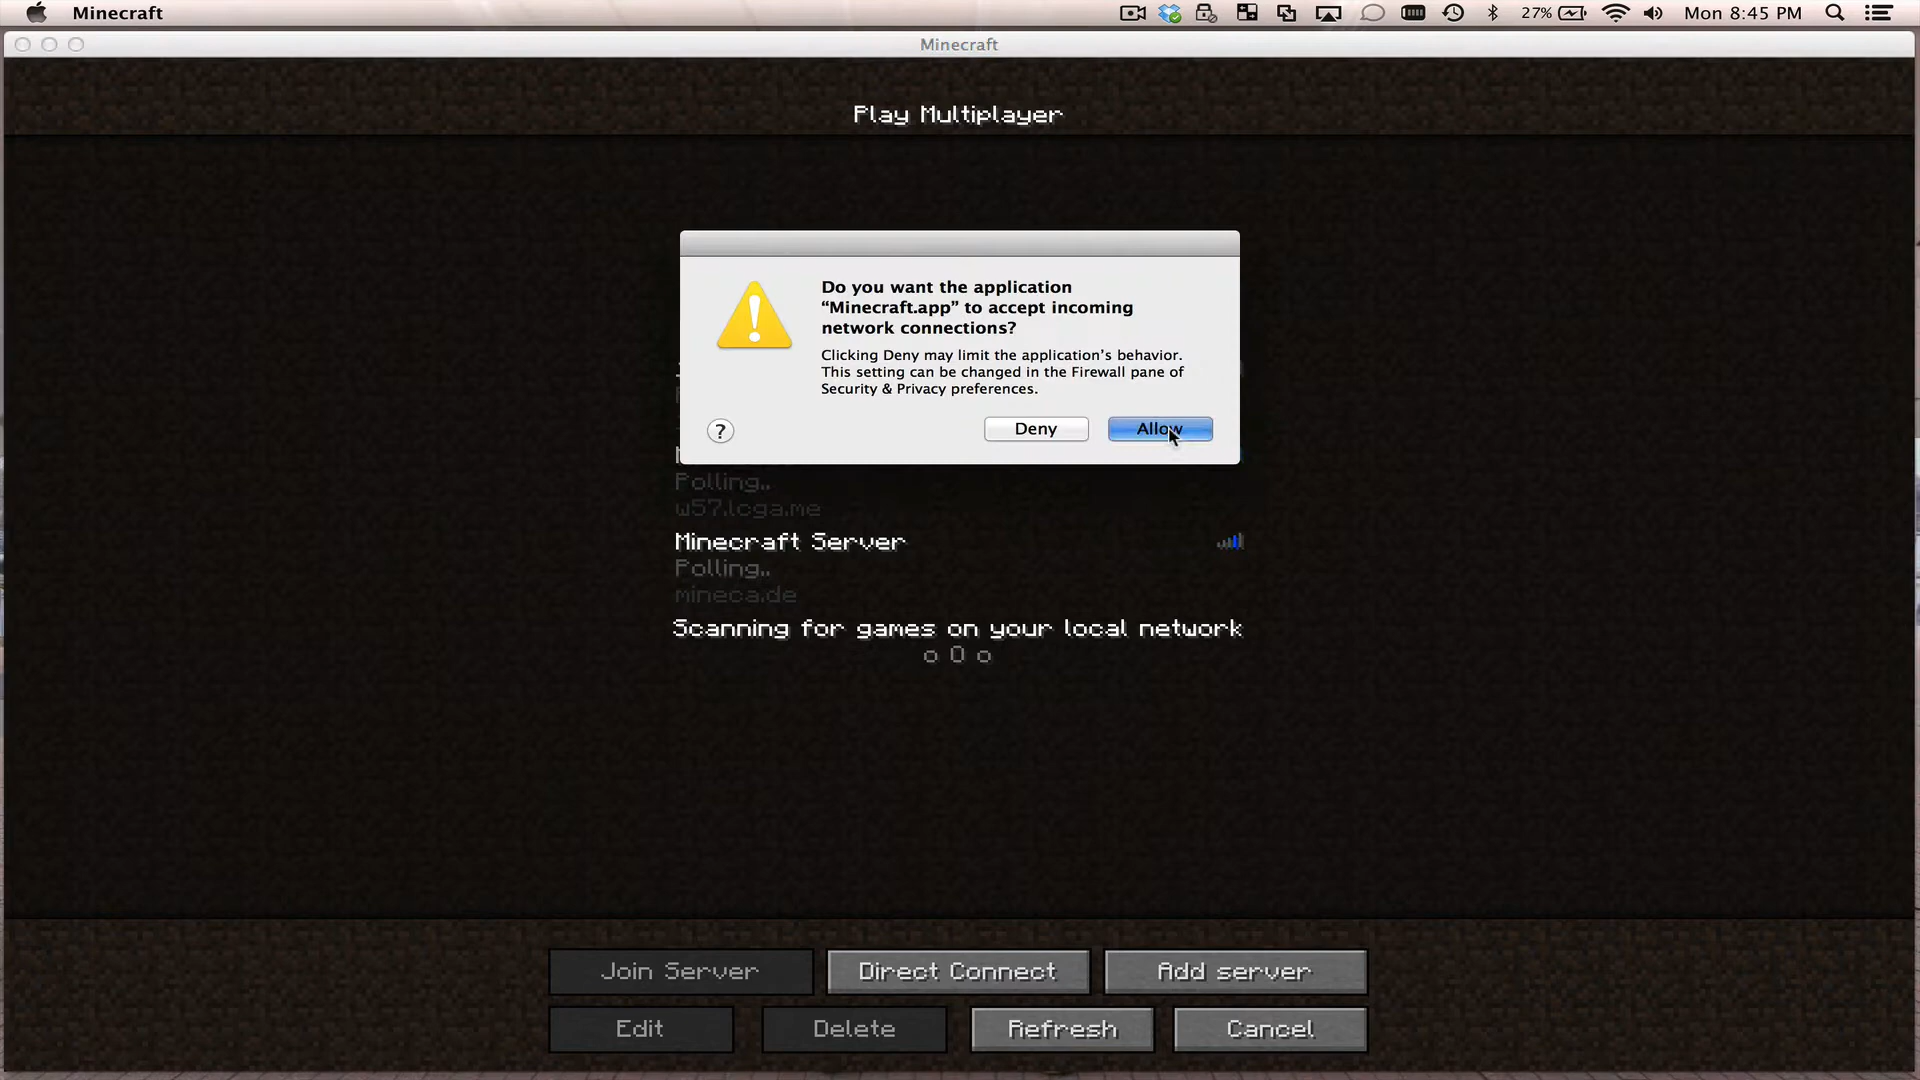 Minecraft
27%
Mon 8:45 PM
Minecraft
Play Multiplayer
Do you want the application
“Minecraft.app” to accept incoming
network connections?
Clicking Deny may limit the application’s behavior.
This setting can be changed in the Firewall pane of
Security & Privacy preferences.
?
Deny
Allow
Polling..
w57.lcga.me
Minecraft Server
Polling..
mineca.de
Scanning for games on your local network
o O o
Join Server
Direct Connect
Add server
Edit
Delete
Refresh
Cancel